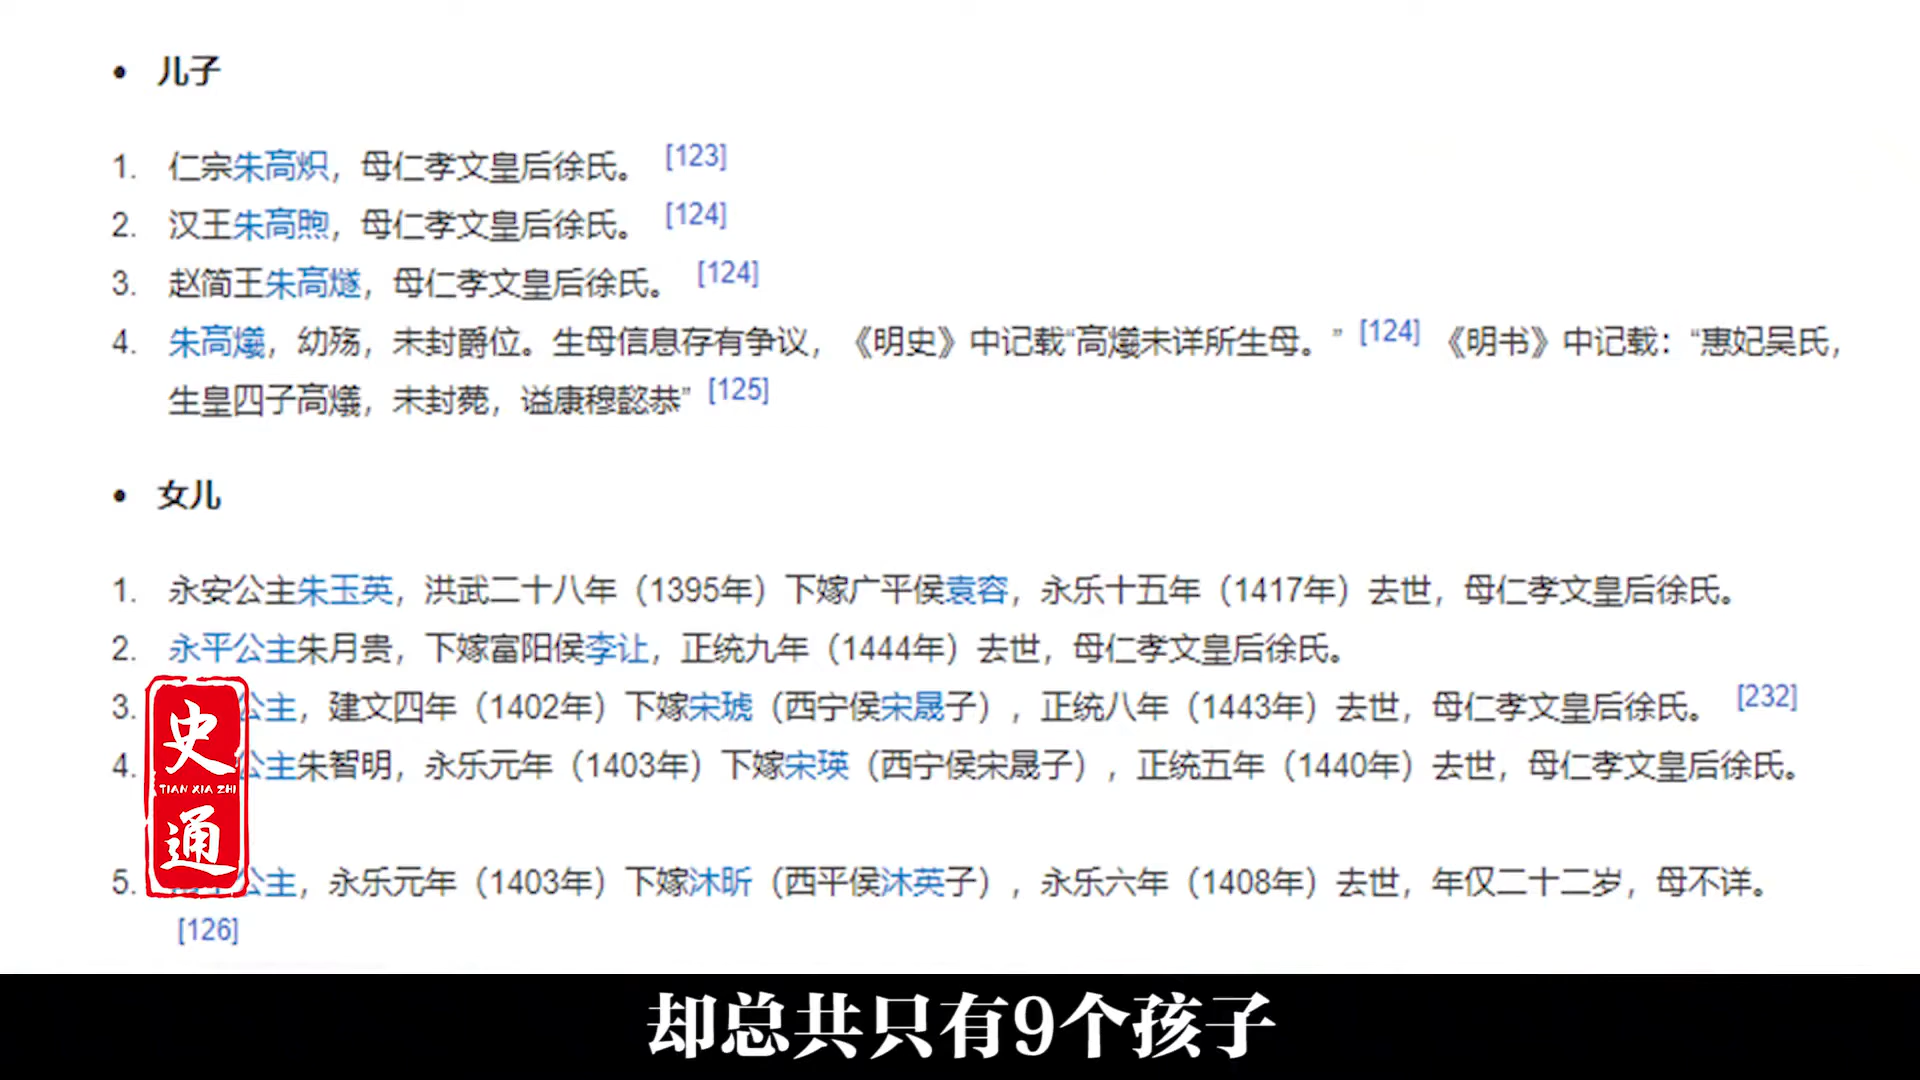 • 儿子
1. 仁宗朱高炽，母仁孝文皇后徐氏。 [123]
2. 汉王朱高煦，母仁孝文皇后徐氏。 [124]
3. 赵简王朱高燧，母仁孝文皇后徐氏。 [124]
4. 朱高爔，幼殇，未封爵位。生母信息存有争议，《明史》中记载“高爔未详所生母。” [124] 《明书》中记载：“惠妃吴氏，
生皇四子高爔，未封薨，谥康穆懿恭” [125]
• 女儿
1. 永安公主朱玉英，洪武二十八年（1395年）下嫁广平侯袁容，永乐十五年（1417年）去世，母仁孝文皇后徐氏。
2. 永平公主朱月贵，下嫁富阳侯李让，正统九年（1444年）去世，母仁孝文皇后徐氏。
3. 公主，建文四年（1402年）下嫁宋琥（西宁侯宋晟子），正统八年（1443年）去世，母仁孝文皇后徐氏。 [232]
4. 公主朱智明，永乐元年（1403年）下嫁宋瑛（西宁侯宋晟子），正统五年（1440年）去世，母仁孝文皇后徐氏。
5. 公主，永乐元年（1403年）下嫁沐昕（西平侯沐英子），永乐六年（1408年）去世，年仅二十二岁，母不详。
[126]
史
TIAN XIA ZHI
通
却总共只有9个孩子